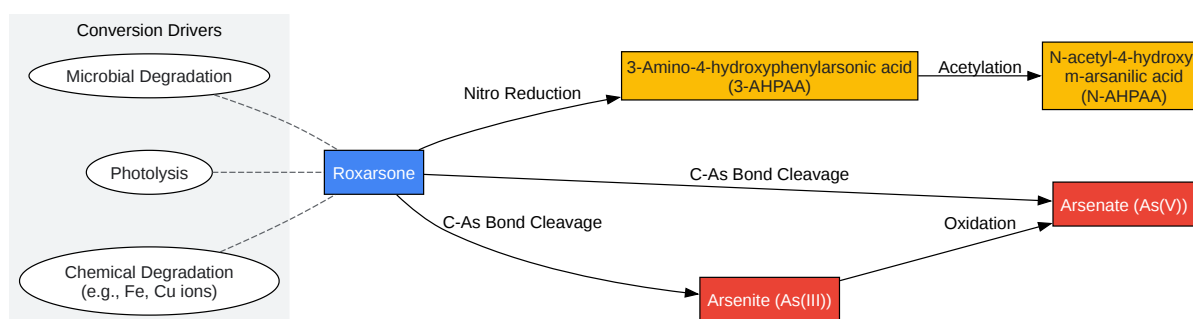 Conversion Drivers
Microbial Degradation
Photolysis
Chemical Degradation
(e.g., Fe, Cu ions)
Roxarsone
Nitro Reduction
3-Amino-4-hydroxyphenylarsonic acid
(3-AHPAA)
Acetylation
N-acetyl-4-hydroxy
m-arsanilic acid
(N-AHPAA)
C-As Bond Cleavage
Arsenate (As(V))
C-As Bond Cleavage
Oxidation
Arsenite (As(III))